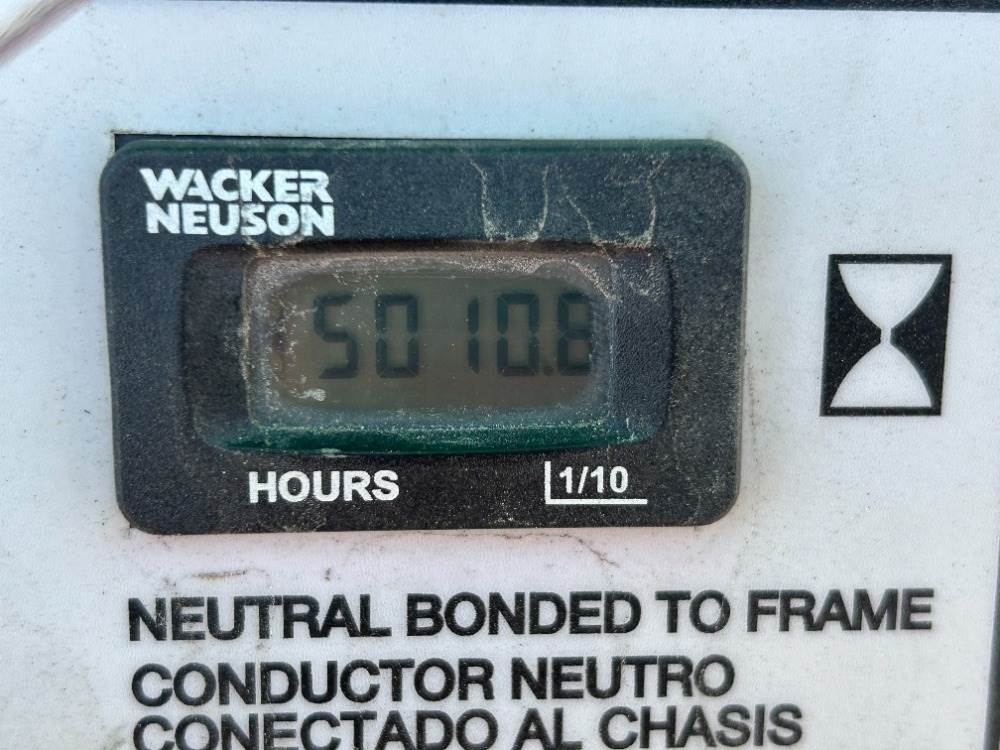 WACKER
NEUSON
5010.8
HOURS
1/10
NEUTRAL BONDED TO FRAME
CONDUCTOR NEUTRO
CONECTADO AL CHASIS